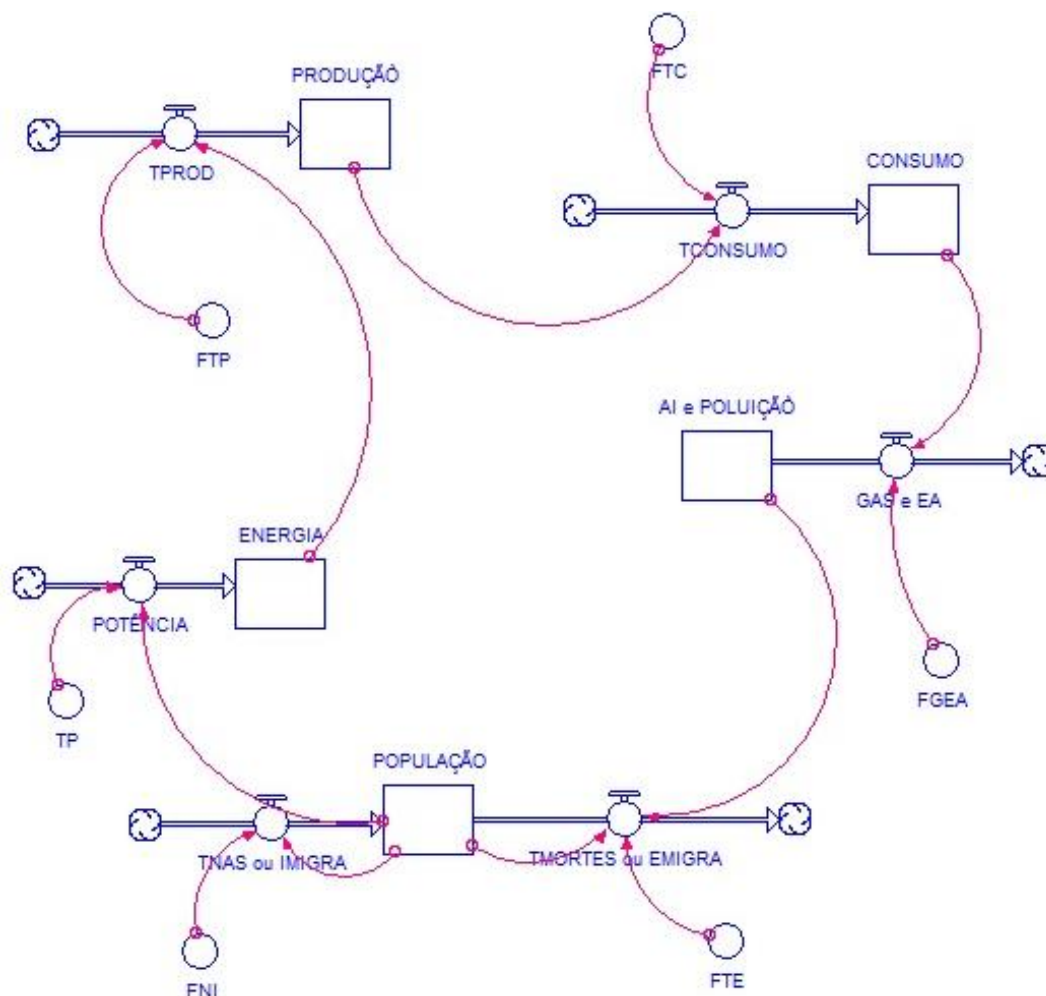 FTC
PRODUÇÃO
CONSUMO
TPROD
TCONSUMO
FTP
AI e POLUIÇÃO
GAS e EA
ENERGIA
POTÊNCIA
FGEA
TP
POPULAÇÃO
TNAS ou IMIGRA
TMORTES ou EMIGRA
FTE
FNI